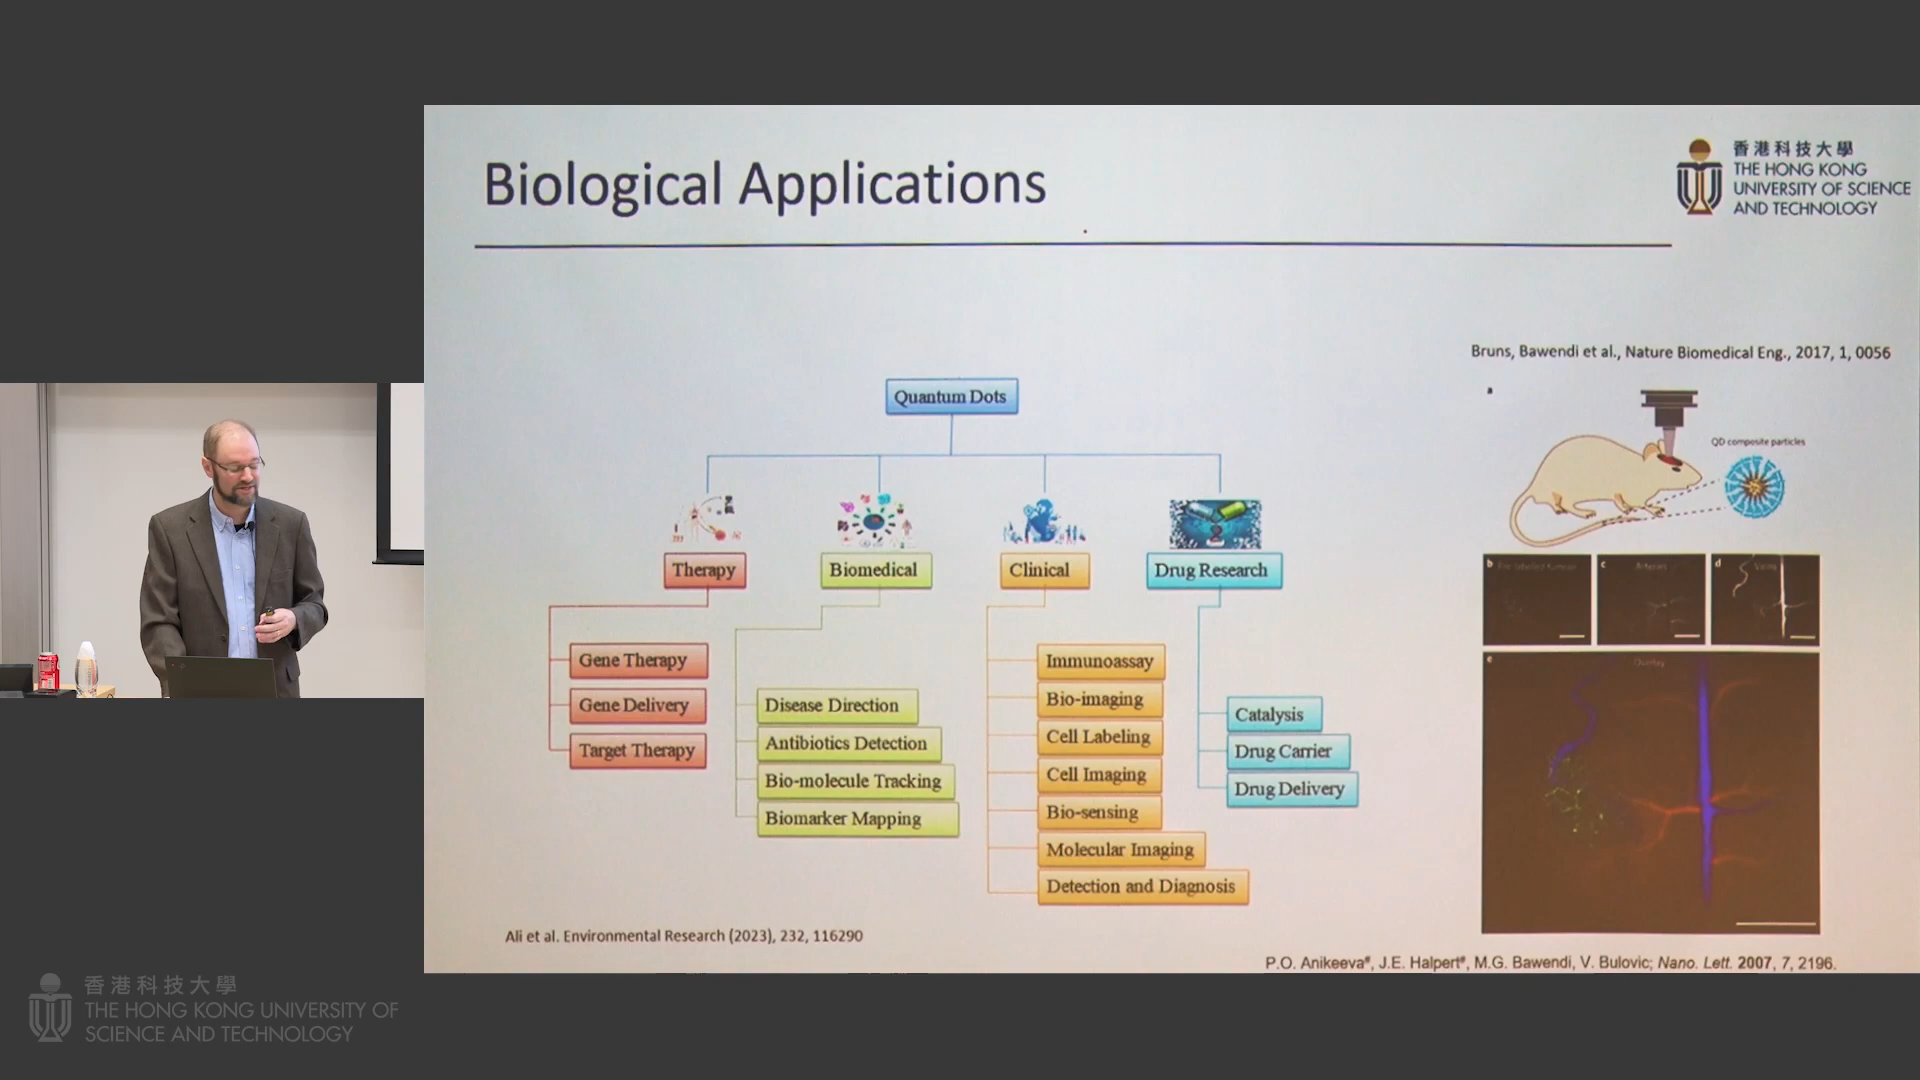 Biological Applications
香港科技大學
THE HONG KONG
UNIVERSITY OF SCIENCE
AND TECHNOLOGY
Bruns, Bawendi et al., Nature Biomedical Eng., 2017, 1, 0056
Quantum Dots
Therapy
Biomedical
Clinical
Drug Research
Gene Therapy
Gene Delivery
Target Therapy
Disease Direction
Antibiotics Detection
Bio-molecule Tracking
Biomarker Mapping
Immunoassay
Bio-imaging
Cell Labeling
Cell Imaging
Bio-sensing
Molecular Imaging
Detection and Diagnosis
Catalysis
Drug Carrier
Drug Delivery
a
QD composite particles
b
c Arteries
d Veins
e Overlay
Ali et al. Environmental Research (2023), 232, 116290
P.O. Anikeeva#, J.E. Halpert#, M.G. Bawendi, V. Bulovic; Nano. Lett. 2007, 7, 2196.
香港科技大學
THE HONG KONG UNIVERSITY OF
SCIENCE AND TECHNOLOGY